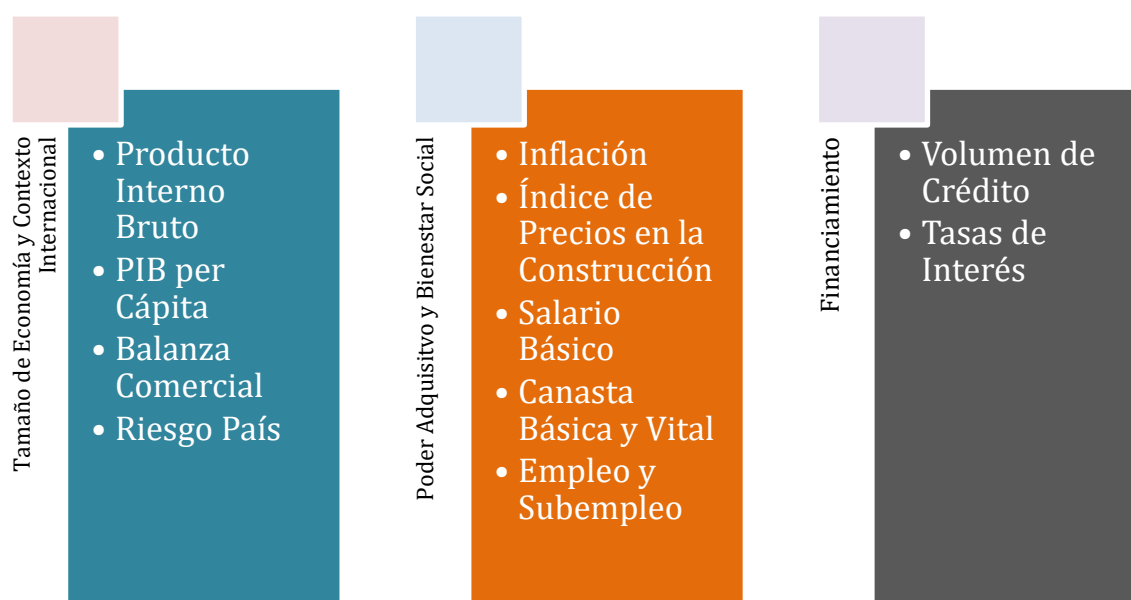 Tamaño de Economía y Contexto
Internacional
• Producto
Interno
Bruto
• PIB per
Cápita
• Balanza
Comercial
• Riesgo País
Poder Adquisitvo y Bienestar Social
• Inflación
• Índice de
Precios en la
Construcción
• Salario
Básico
• Canasta
Básica y Vital
• Empleo y
Subempleo
Financiamiento
• Volumen de
Crédito
• Tasas de
Interés